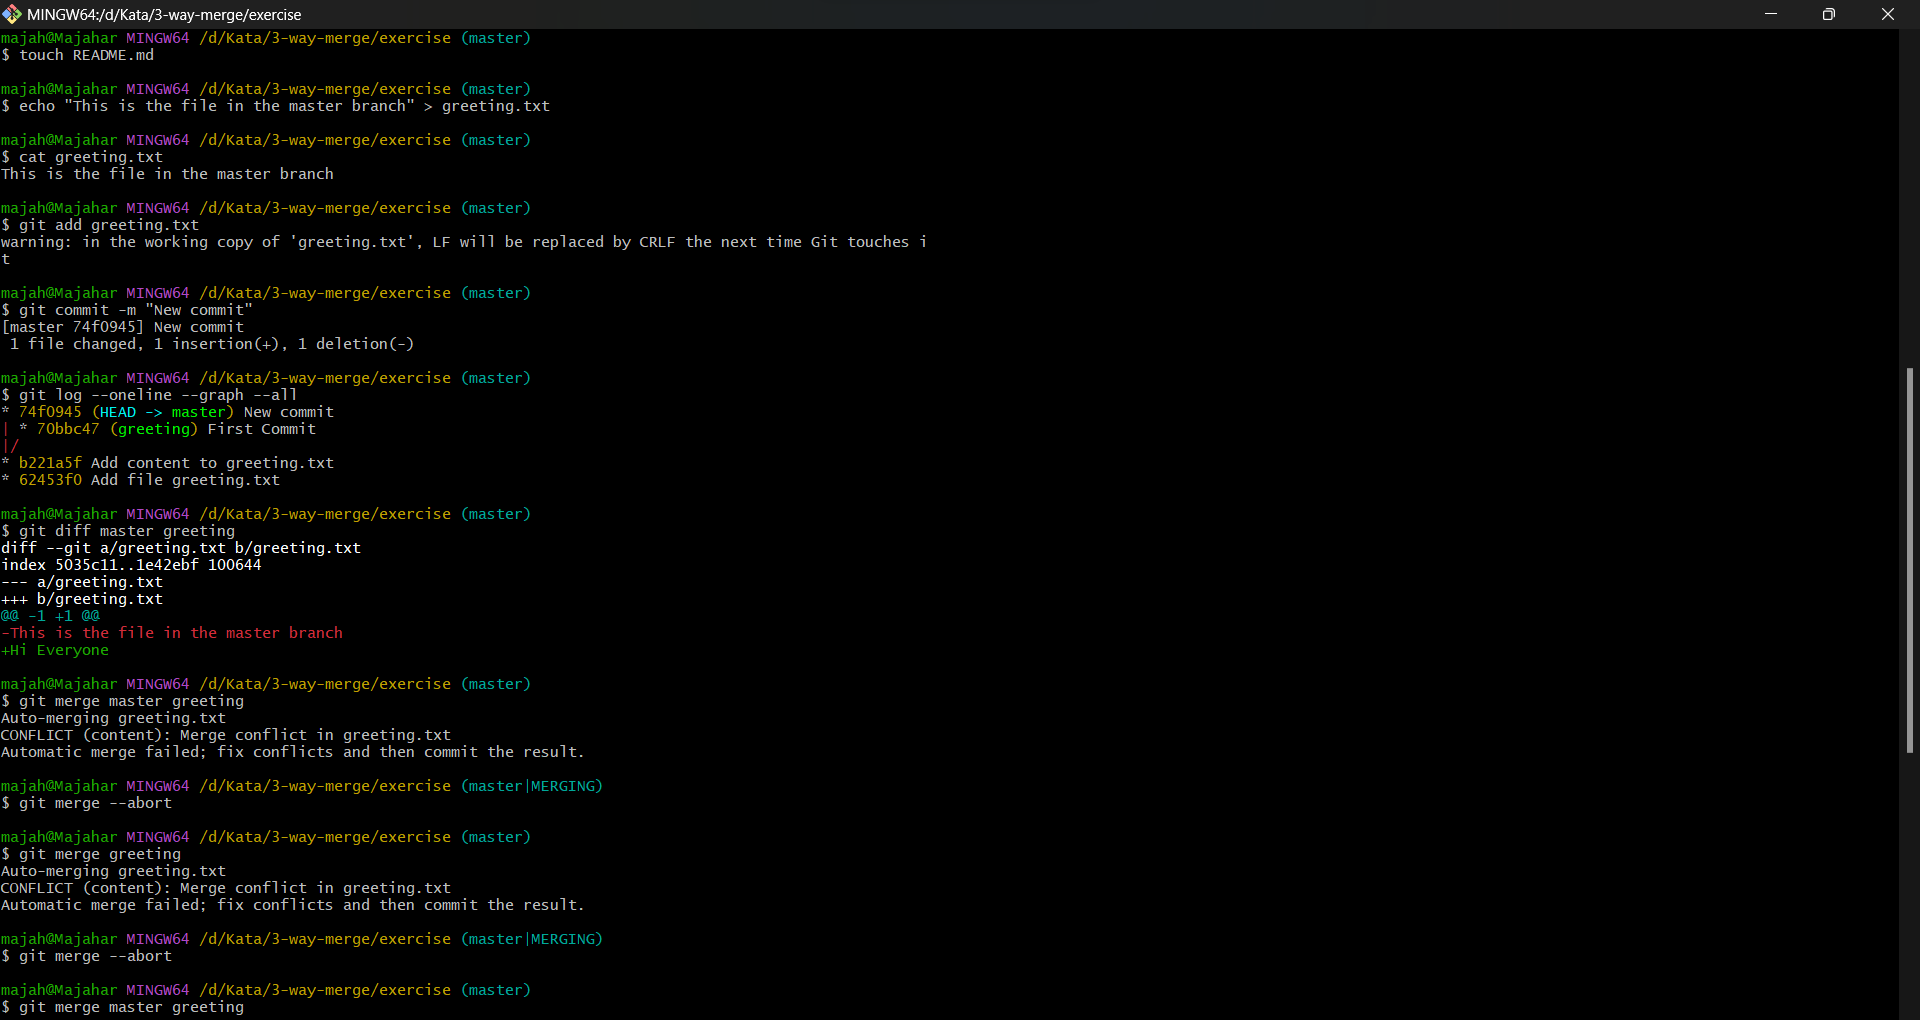 MINGW64:/d/Kata/3-way-merge/exercise
majah@Majahar MINGW64 /d/Kata/3-way-merge/exercise (master)
$ touch README.md
majah@Majahar MINGW64 /d/Kata/3-way-merge/exercise (master)
$ echo "This is the file in the master branch" > greeting.txt
majah@Majahar MINGW64 /d/Kata/3-way-merge/exercise (master)
$ cat greeting.txt
This is the file in the master branch
majah@Majahar MINGW64 /d/Kata/3-way-merge/exercise (master)
$ git add greeting.txt
warning: in the working copy of 'greeting.txt', LF will be replaced by CRLF the next time Git touches i
t
majah@Majahar MINGW64 /d/Kata/3-way-merge/exercise (master)
$ git commit -m "New commit"
[master 74f0945] New commit
 1 file changed, 1 insertion(+), 1 deletion(-)
majah@Majahar MINGW64 /d/Kata/3-way-merge/exercise (master)
$ git log --oneline --graph --all
* 74f0945 (HEAD -> master) New commit
| * 70bbc47 (greeting) First Commit
|/
* b221a5f Add content to greeting.txt
* 62453f0 Add file greeting.txt
majah@Majahar MINGW64 /d/Kata/3-way-merge/exercise (master)
$ git diff master greeting
diff --git a/greeting.txt b/greeting.txt
index 5035c11..1e42ebf 100644
--- a/greeting.txt
+++ b/greeting.txt
@@ -1 +1 @@
-This is the file in the master branch
+Hi Everyone
majah@Majahar MINGW64 /d/Kata/3-way-merge/exercise (master)
$ git merge master greeting
Auto-merging greeting.txt
CONFLICT (content): Merge conflict in greeting.txt
Automatic merge failed; fix conflicts and then commit the result.
majah@Majahar MINGW64 /d/Kata/3-way-merge/exercise (master|MERGING)
$ git merge --abort
majah@Majahar MINGW64 /d/Kata/3-way-merge/exercise (master)
$ git merge greeting
Auto-merging greeting.txt
CONFLICT (content): Merge conflict in greeting.txt
Automatic merge failed; fix conflicts and then commit the result.
majah@Majahar MINGW64 /d/Kata/3-way-merge/exercise (master|MERGING)
$ git merge --abort
majah@Majahar MINGW64 /d/Kata/3-way-merge/exercise (master)
$ git merge master greeting